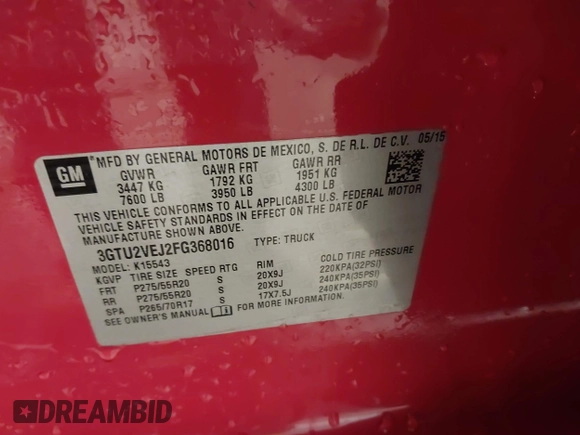 GM
MFD BY GENERAL MOTORS DE MEXICO, S. DE R.L. DE C.V. 05/15
GVWR GAWR FRT GAWR RR
3447 KG 1792 KG 1951 KG
7600 LB 3950 LB 4300 LB
THIS VEHICLE CONFORMS TO ALL APPLICABLE U.S. FEDERAL MOTOR
VEHICLE SAFETY STANDARDS IN EFFECT ON THE DATE OF
MANUFACTURE SHOWN ABOVE.
3GTU2VEJ2FG368016 TYPE: TRUCK
MODEL: K15543
KGVP TIRE SIZE SPEED RTG RIM COLD TIRE PRESSURE
FRT P275/55R20 S 20X9J 220KPA(32PSI)
RR P275/55R20 S 20X9J 240KPA(35PSI)
SPA P265/70R17 S 17X7.5J 240KPA(35PSI)
SEE OWNER'S MANUAL FOR MORE INFORMATION.
DREAMBID